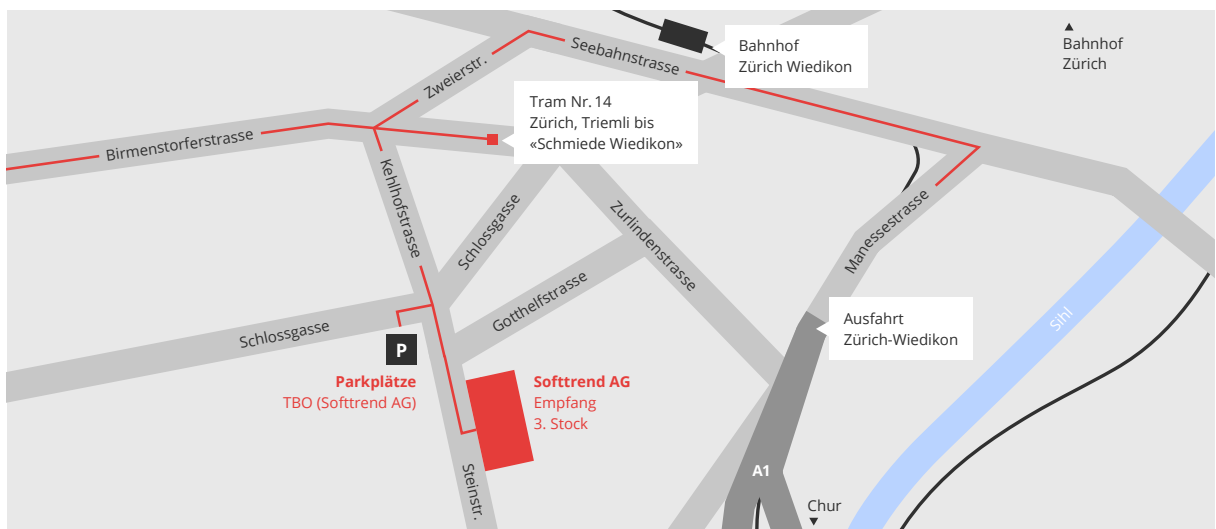 Bahnhof
Zürich Wiedikon
Bahnhof
Zürich
Seebahnstrasse
Zweierstr.
Tram Nr. 14
Zürich, Triemli bis
«Schmiede Wiedikon»
Birmenstorferstrasse
Kehlhofstrasse
Schlossgasse
Zurlindenstrasse
Manessestrasse
Gotthelfstrasse
Schlossgasse
Ausfahrt
Zürich-Wiedikon
Sihl
P
Parkplätze
TBO (Softtrend AG)
Softtrend AG
Empfang
3. Stock
Steinstr.
A1
Chur